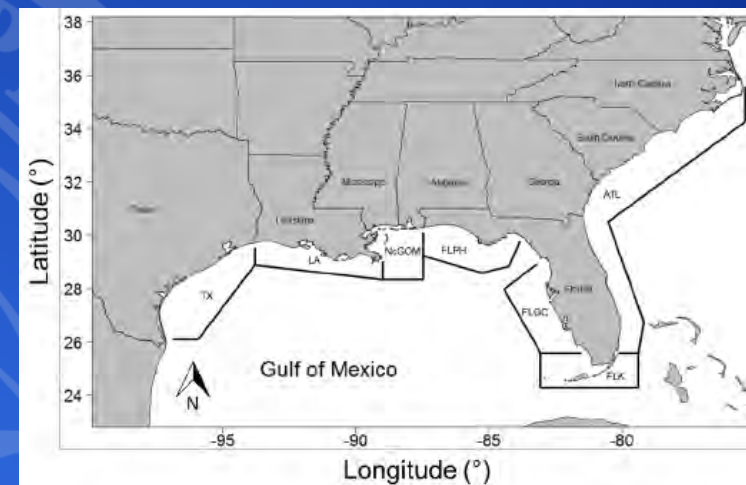 38
36
34
32
30
28
26
24
Latitude (°)
North Carolina
South Carolina
Mississippi
Alabama
Georgia
Texas
Louisiana
Florida
AtL
NcGOM
FLPH
LA
TX
FLGC
FLK
Gulf of Mexico
N
-95
-90
-85
-80
Longitude (°)